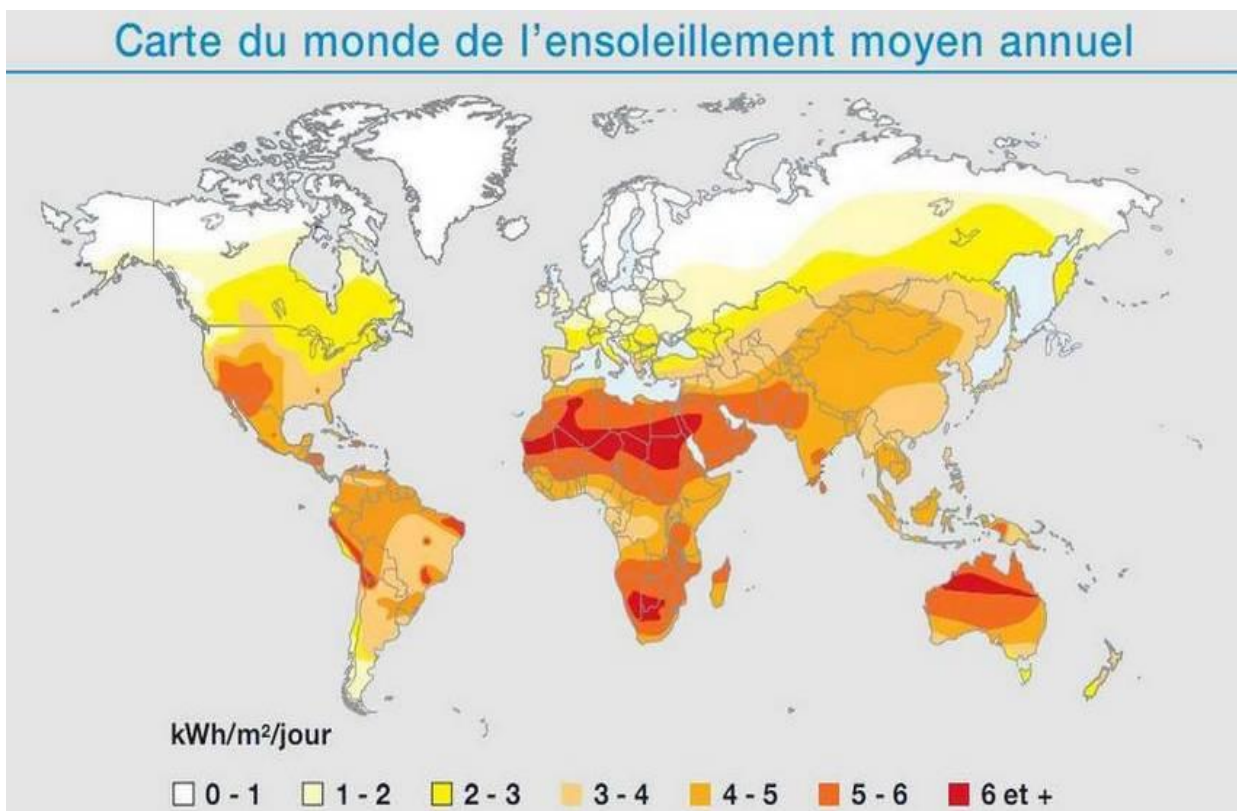 Carte du monde de l'ensoleillement moyen annuel
kWh/m²/jour
0 - 1 1 - 2 2 - 3 3 - 4 4 - 5 5 - 6 6 et +